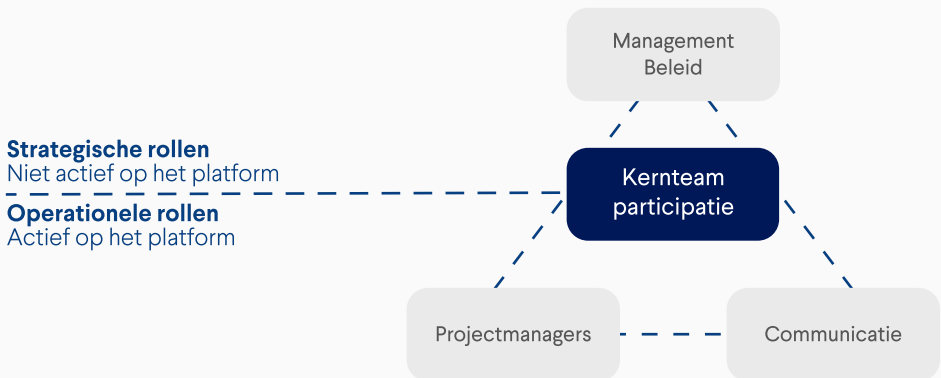 Management
Beleid
Strategische rollen
Niet actief op het platform
Kernteam
participatie
Operationele rollen
Actief op het platform
Projectmanagers
Communicatie